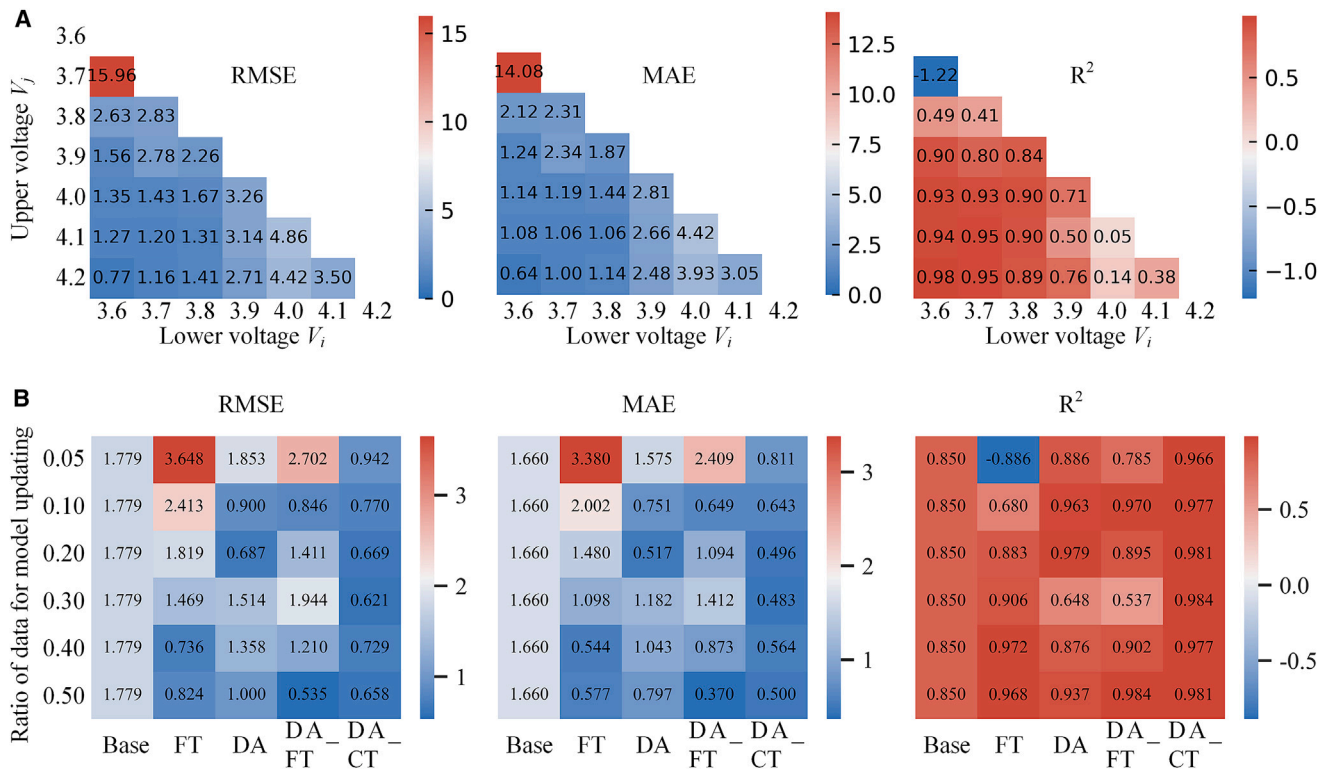 A
RMSE
MAE
R²
Upper voltage Vj
3.6
3.7 15.96
3.8 2.63 2.83
3.9 1.56 2.78 2.26
4.0 1.35 1.43 1.67 3.26
4.1 1.27 1.20 1.31 3.14 4.86
4.2 0.77 1.16 1.41 2.71 4.42 3.50
3.6 3.7 3.8 3.9 4.0 4.1 4.2
Lower voltage Vi
15
10
5
0
14.08
2.12 2.31
1.24 2.34 1.87
1.14 1.19 1.44 2.81
1.08 1.06 1.06 2.66 4.42
0.64 1.00 1.14 2.48 3.93 3.05
3.6 3.7 3.8 3.9 4.0 4.1 4.2
Lower voltage Vi
12.5
10.0
7.5
5.0
2.5
0.0
-1.22
0.49 0.41
0.90 0.80 0.84
0.93 0.93 0.90 0.71
0.94 0.95 0.90 0.50 0.05
0.98 0.95 0.89 0.76 0.14 0.38
3.6 3.7 3.8 3.9 4.0 4.1 4.2
Lower voltage Vi
0.5
0.0
−0.5
−1.0
B
RMSE
MAE
R²
Ratio of data for model updating
0.05 1.779 3.648 1.853 2.702 0.942
0.10 1.779 2.413 0.900 0.846 0.770
0.20 1.779 1.819 0.687 1.411 0.669
0.30 1.779 1.469 1.514 1.944 0.621
0.40 1.779 0.736 1.358 1.210 0.729
0.50 1.779 0.824 1.000 0.535 0.658
Base FT DA DA_FT DA_CT
3
2
1
1.660 3.380 1.575 2.409 0.811
1.660 2.002 0.751 0.649 0.643
1.660 1.480 0.517 1.094 0.496
1.660 1.098 1.182 1.412 0.483
1.660 0.544 1.043 0.873 0.564
1.660 0.577 0.797 0.370 0.500
Base FT DA DA_FT DA_CT
3
2
1
0.850 -0.886 0.886 0.785 0.966
0.850 0.680 0.963 0.970 0.977
0.850 0.883 0.979 0.895 0.981
0.850 0.906 0.648 0.537 0.984
0.850 0.972 0.876 0.902 0.977
0.850 0.968 0.937 0.984 0.981
Base FT DA DA_FT DA_CT
0.5
0.0
-0.5